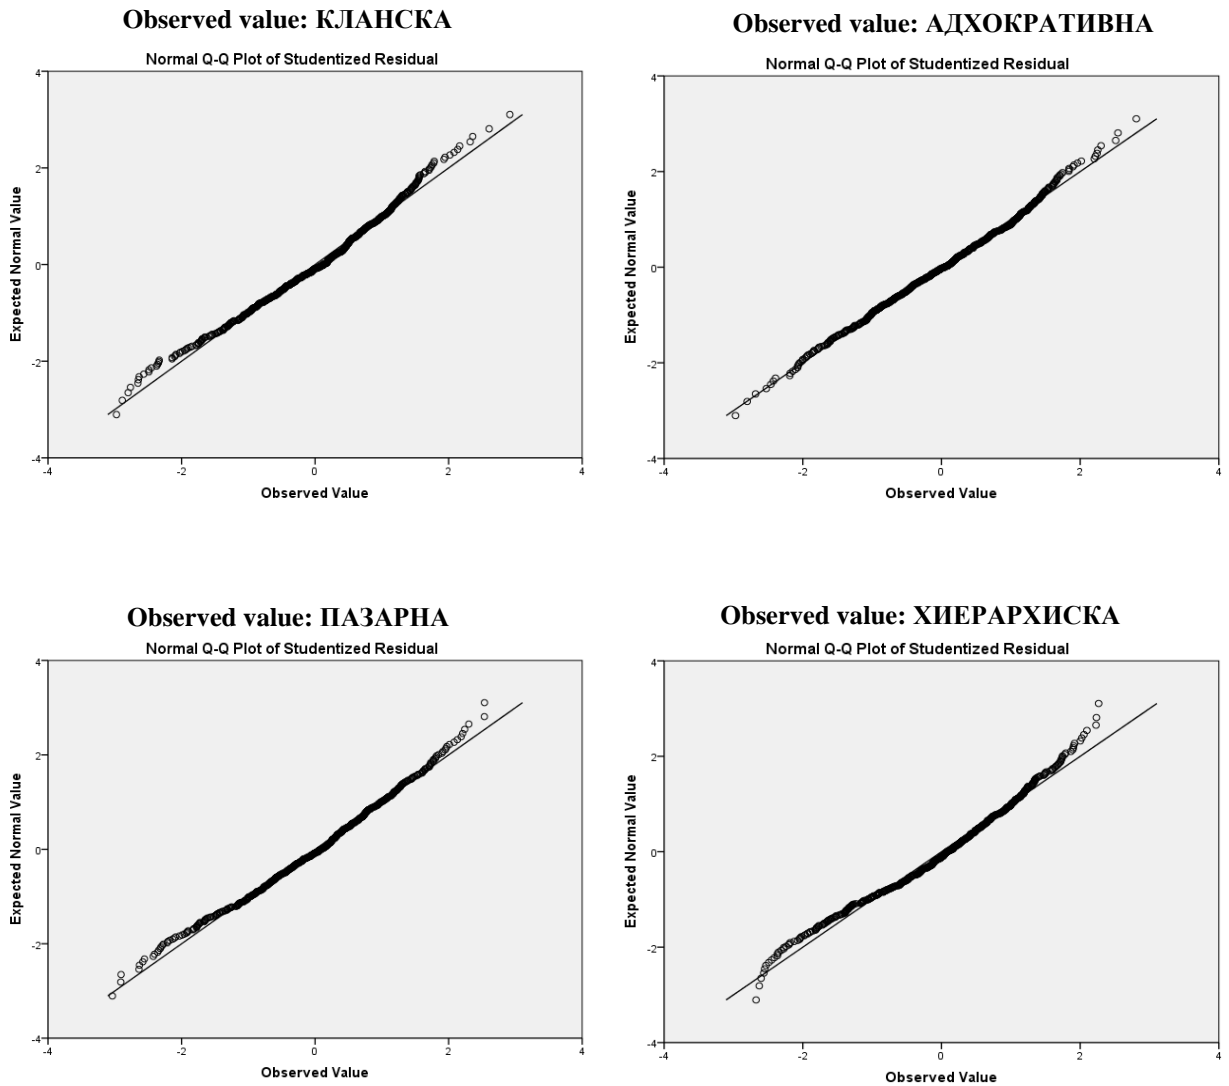 Observed value: КЛАНСКА
Normal Q-Q Plot of Studentized Residual
4
2
0
-2
-4
Expected Normal Value
-4 -2 0 2 4
Observed Value
Observed value: АДХОКРАТИВНА
Normal Q-Q Plot of Studentized Residual
4
2
0
-2
-4
Expected Normal Value
-4 -2 0 2 4
Observed Value
Observed value: ПАЗАРНА
Normal Q-Q Plot of Studentized Residual
4
2
0
-2
-4
Expected Normal Value
-4 -2 0 2 4
Observed Value
Observed value: ХИЕРАРХИСКА
Normal Q-Q Plot of Studentized Residual
4
2
0
-2
-4
Expected Normal Value
-4 -2 0 2 4
Observed Value